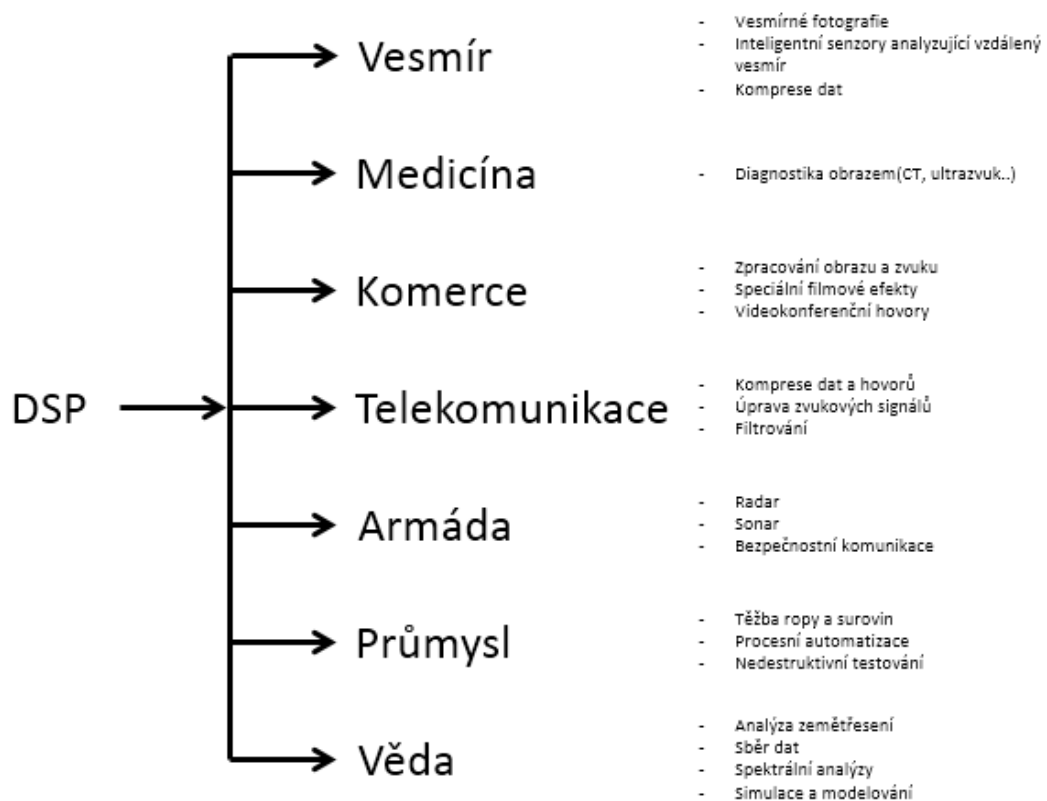 Vesmír
- Vesmírné fotografie
- Inteligentní senzory analyzující vzdálený
vesmír
- Komprese dat
Medicína
- Diagnostika obrazem(CT, ultrazvuk..)
Komerce
- Zpracování obrazu a zvuku
- Speciální filmové efekty
- Videokonferenční hovory
DSP
Telekomunikace
- Komprese dat a hovorů
- Úprava zvukových signálů
- Filtrování
Armáda
- Radar
- Sonar
- Bezpečnostní komunikace
Průmysl
- Těžba ropy a surovin
- Procesní automatizace
- Nedestruktivní testování
Věda
- Analýza zemětřesení
- Sběr dat
- Spektrální analýzy
- Simulace a modelování